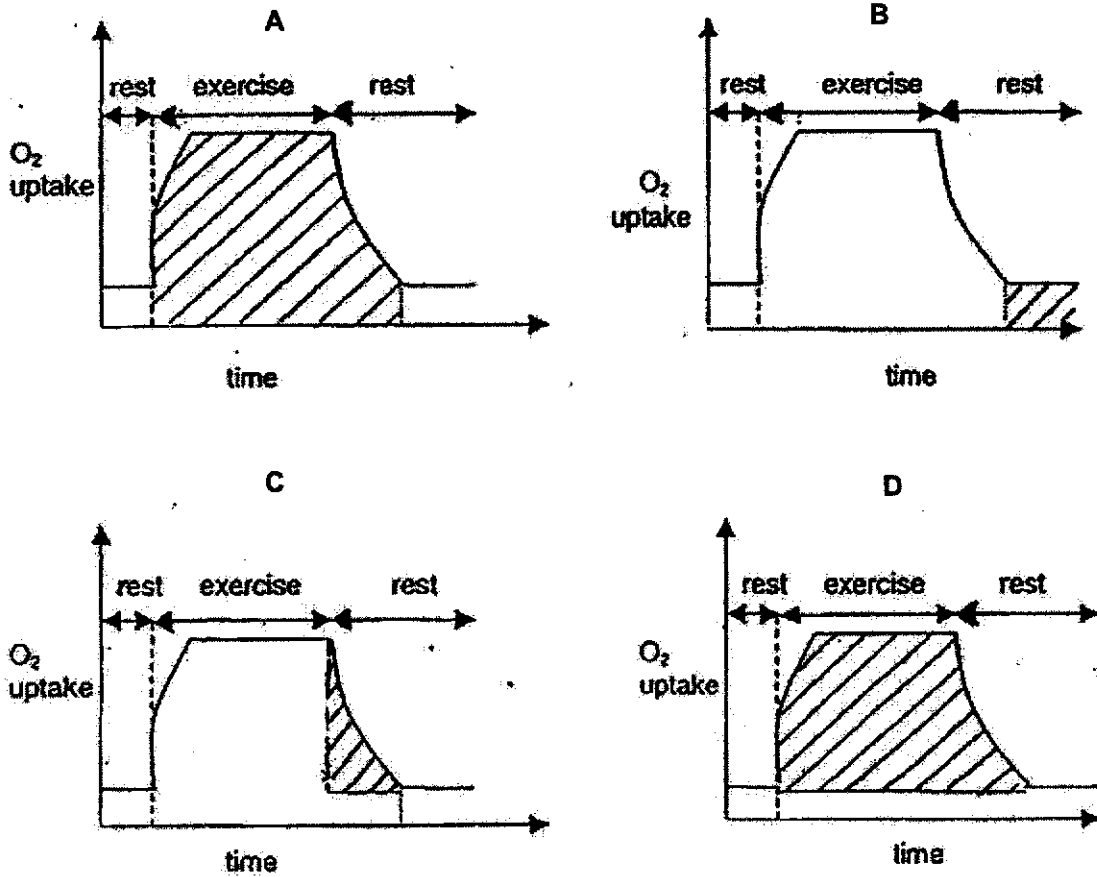 A
rest exercise rest
O₂
uptake
time
B
rest exercise rest
O₂
uptake
time
C
rest exercise rest
O₂
uptake
time
D
rest exercise rest
O₂
uptake
time